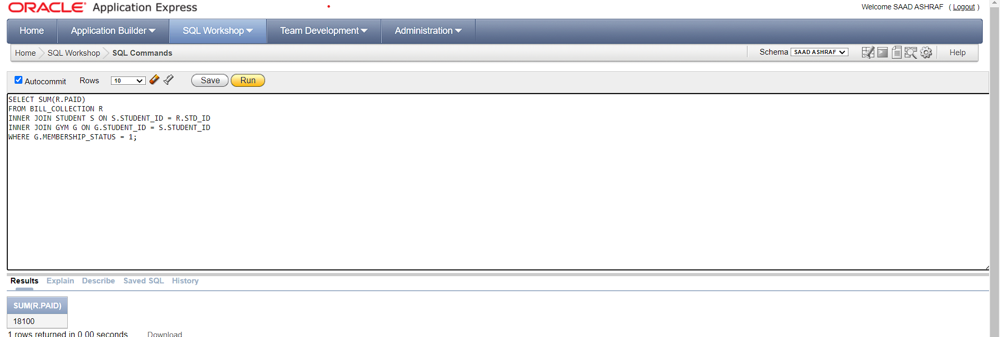 ORACLE Application Express
Welcome SAAD ASHRAF ( Logout )
Home Application Builder SQL Workshop Team Development Administration
Home SQL Workshop SQL Commands
Schema SAAD ASHRAF Help
Autocommit Rows 10 Save Run
SELECT SUM(R.PAID)
FROM BILL_COLLECTION R
INNER JOIN STUDENT S ON S.STUDENT_ID = R.STD_ID
INNER JOIN GYM G ON G.STUDENT_ID = S.STUDENT_ID
WHERE G.MEMBERSHIP_STATUS = 1;
Results Explain Describe Saved SQL History
SUM(R.PAID)
18100
1 rows returned in 0.00 seconds Download